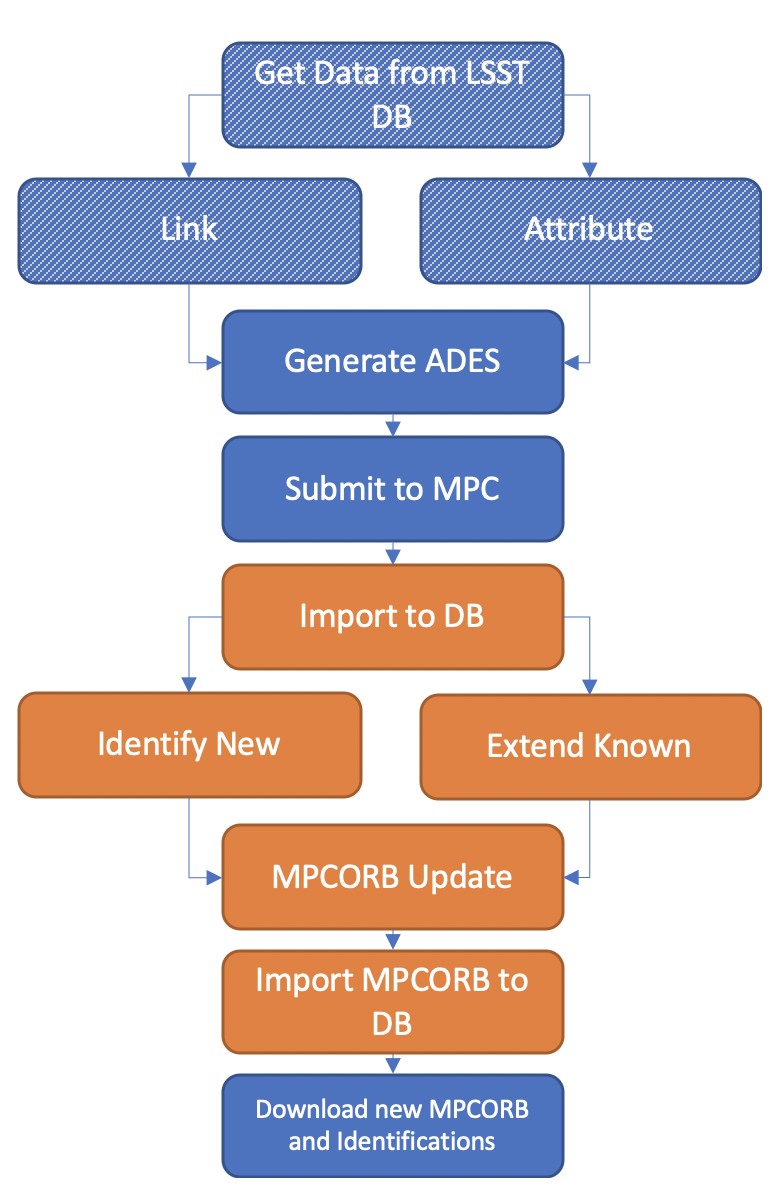 Get Data from LSST
DB
Link
Attribute
Generate ADES
Submit to MPC
Import to DB
Identify New
Extend Known
MPCORB Update
Import MPCORB to
DB
Download new MPCORB
and Identifications